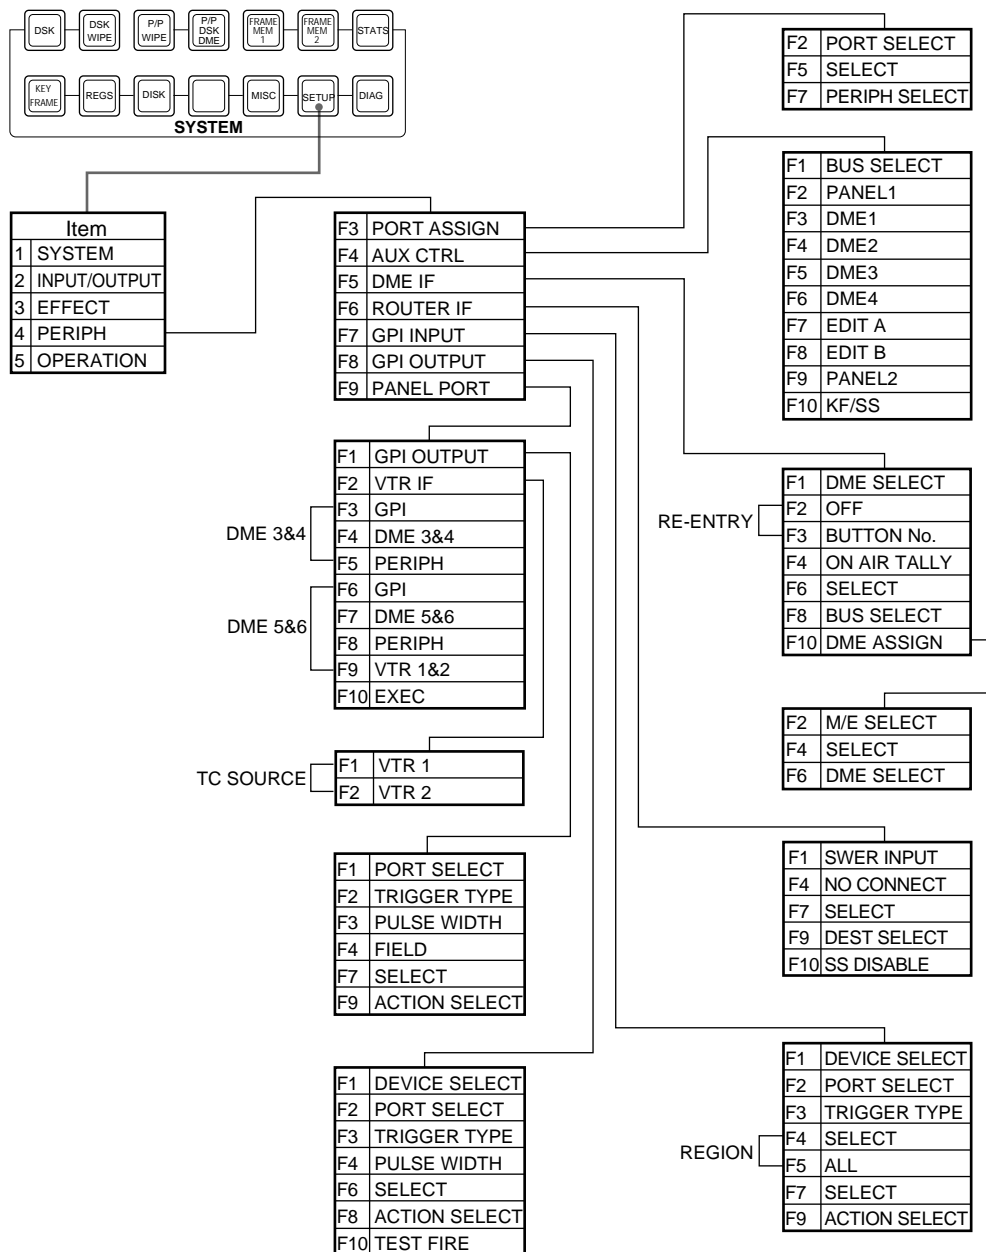 DSK
DSK
WIPE
P/P
WIPE
P/P
DSK
DME
FRAME
MEM
1
FRAME
MEM
2
STATS
KEY
FRAME
REGS
DISK
MISC
SETUP
DIAG
SYSTEM
Item
1 SYSTEM
2 INPUT/OUTPUT
3 EFFECT
4 PERIPH
5 OPERATION
F3 PORT ASSIGN
F4 AUX CTRL
F5 DME IF
F6 ROUTER IF
F7 GPI INPUT
F8 GPI OUTPUT
F9 PANEL PORT
F1 GPI OUTPUT
F2 VTR IF
F3 GPI
F4 DME 3&4
F5 PERIPH
F6 GPI
F7 DME 5&6
F8 PERIPH
F9 VTR 1&2
F10 EXEC
DME 3&4
DME 5&6
TC SOURCE
F1 VTR 1
F2 VTR 2
F1 PORT SELECT
F2 TRIGGER TYPE
F3 PULSE WIDTH
F4 FIELD
F7 SELECT
F9 ACTION SELECT
F1 DEVICE SELECT
F2 PORT SELECT
F3 TRIGGER TYPE
F4 PULSE WIDTH
F6 SELECT
F8 ACTION SELECT
F10 TEST FIRE
F2 PORT SELECT
F5 SELECT
F7 PERIPH SELECT
F1 BUS SELECT
F2 PANEL1
F3 DME1
F4 DME2
F5 DME3
F6 DME4
F7 EDIT A
F8 EDIT B
F9 PANEL2
F10 KF/SS
RE-ENTRY
F1 DME SELECT
F2 OFF
F3 BUTTON No.
F4 ON AIR TALLY
F6 SELECT
F8 BUS SELECT
F10 DME ASSIGN
F2 M/E SELECT
F4 SELECT
F6 DME SELECT
F1 SWER INPUT
F4 NO CONNECT
F7 SELECT
F9 DEST SELECT
F10 SS DISABLE
REGION
F1 DEVICE SELECT
F2 PORT SELECT
F3 TRIGGER TYPE
F4 SELECT
F5 ALL
F7 SELECT
F9 ACTION SELECT